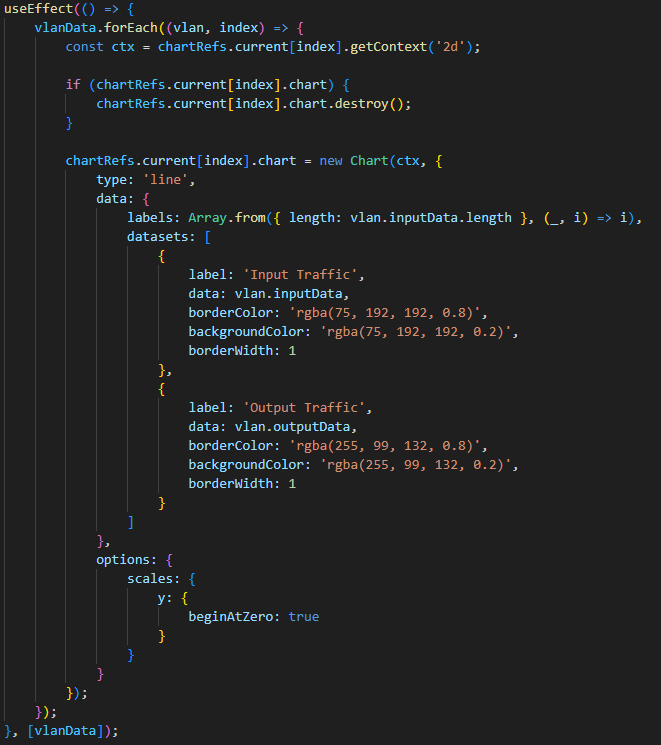 useEffect(() => {
    vlanData.forEach((vlan, index) => {
        const ctx = chartRefs.current[index].getContext('2d');

        if (chartRefs.current[index].chart) {
            chartRefs.current[index].chart.destroy();
        }

        chartRefs.current[index].chart = new Chart(ctx, {
            type: 'line',
            data: {
                labels: Array.from({ length: vlan.inputData.length }, (_, i) => i),
                datasets: [
                    {
                        label: 'Input Traffic',
                        data: vlan.inputData,
                        borderColor: 'rgba(75, 192, 192, 0.8)',
                        backgroundColor: 'rgba(75, 192, 192, 0.2)',
                        borderWidth: 1
                    },
                    {
                        label: 'Output Traffic',
                        data: vlan.outputData,
                        borderColor: 'rgba(255, 99, 132, 0.8)',
                        backgroundColor: 'rgba(255, 99, 132, 0.2)',
                        borderWidth: 1
                    }
                ]
            },
            options: {
                scales: {
                    y: {
                        beginAtZero: true
                    }
                }
            }
        });
    });
}, [vlanData]);